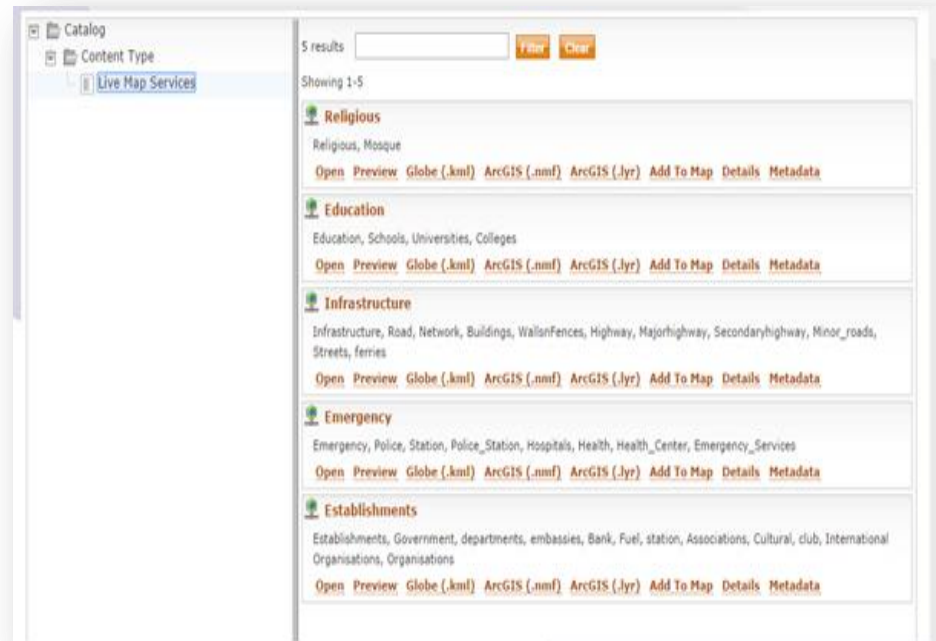 Catalog
Content Type
Live Map Services
5 results
Filter Clear
Showing 1-5
Religious
Religious, Mosque
Open Preview Globe (.kml) ArcGIS (.nmf) ArcGIS (.lyr) Add To Map Details Metadata
Education
Education, Schools, Universities, Colleges
Open Preview Globe (.kml) ArcGIS (.nmf) ArcGIS (.lyr) Add To Map Details Metadata
Infrastructure
Infrastructure, Road, Network, Buildings, WallsnFences, Highway, Majorhighway, Secondaryhighway, Minor_roads,
Streets, ferries
Open Preview Globe (.kml) ArcGIS (.nmf) ArcGIS (.lyr) Add To Map Details Metadata
Emergency
Emergency, Police, Station, Police_Station, Hospitals, Health, Health_Center, Emergency_Services
Open Preview Globe (.kml) ArcGIS (.nmf) ArcGIS (.lyr) Add To Map Details Metadata
Establishments
Establishments, Government, departments, embassies, Bank, Fuel, station, Associations, Cultural, club, International
Organisations, Organisations
Open Preview Globe (.kml) ArcGIS (.nmf) ArcGIS (.lyr) Add To Map Details Metadata